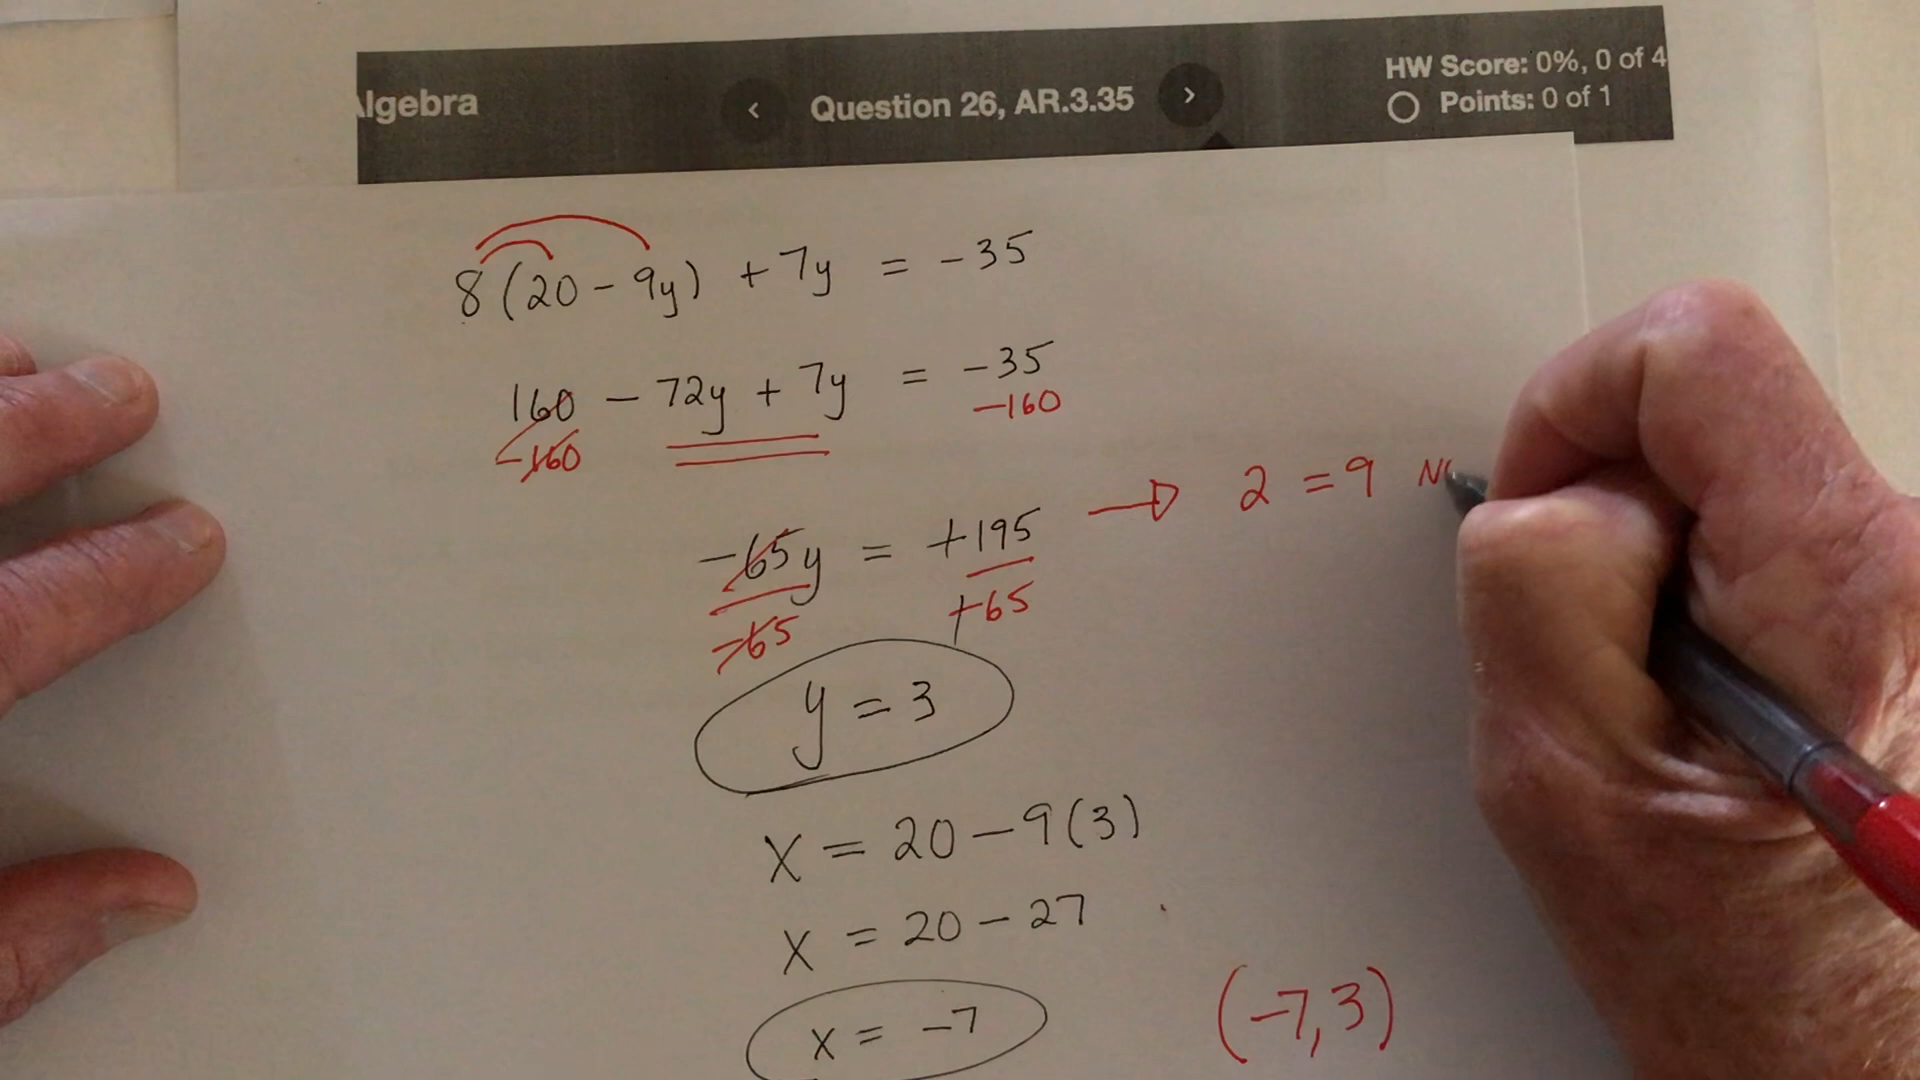 lgebra
< Question 26, AR.3.35 >
HW Score: 0%, 0 of 4
Points: 0 of 1
8(20 - 9y) + 7y = -35
160 - 72y + 7y = -35
-160 -160
-65y = +195 → 2 = 9 N
-65 +65
y = 3
x = 20 - 9(3)
x = 20 - 27
x = -7 (-7, 3)